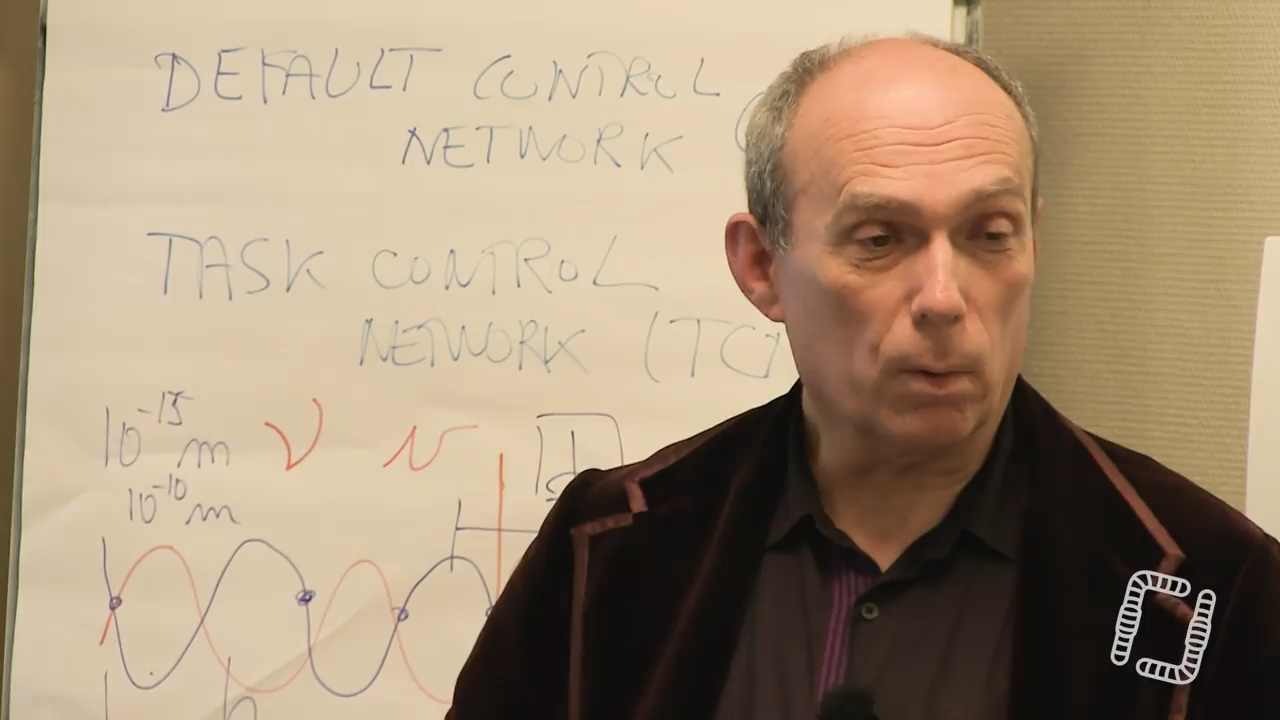 DEFAULT CONTROL
NETWORK (
TASK CONTROL
NETWORK (TC
10⁻¹⁵ m ν
10⁻¹⁰ m